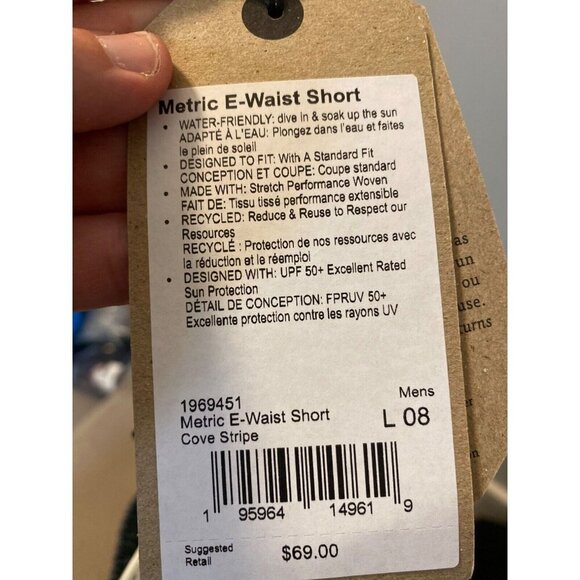 Metric E-Waist Short
• WATER-FRIENDLY: dive in & soak up the sun
ADAPTÉ À L'EAU: Plongez dans l'eau et faites
le plein de soleil
• DESIGNED TO FIT: With A Standard Fit
CONCEPTION ET COUPE: Coupe standard
• MADE WITH: Stretch Performance Woven
FAIT DE: Tissu tissé performance extensible
• RECYCLED: Reduce & Reuse to Respect our
Resources
RECYCLÉ : Protection de nos ressources avec
la réduction et le réemploi
• DESIGNED WITH: UPF 50+ Excellent Rated
Sun Protection
DÉTAIL DE CONCEPTION: FPRUV 50+
Excellente protection contre les rayons UV
1969451
Mens
Metric E-Waist Short
L 08
Cove Stripe
1 95964 14961 9
Suggested
Retail
$69.00
as
un
ou
use.
urns